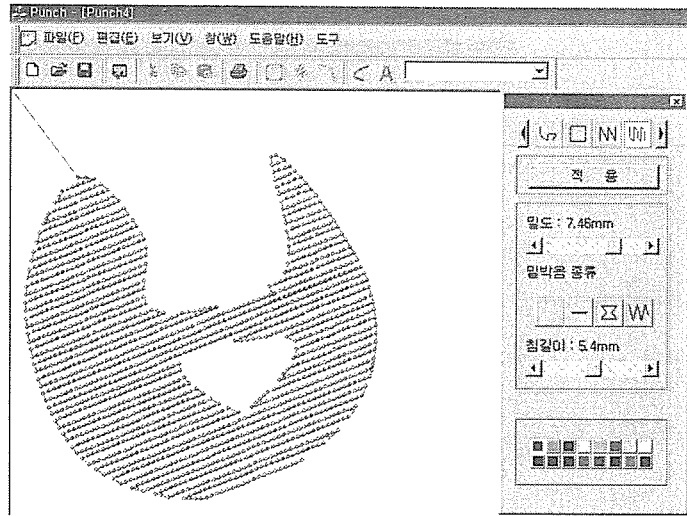 Punch - [Punch4]
파일(F) 편집(E) 보기(V) 창(W) 도움말(H) 도구
적 용
밀도 : 7.46mm
밑박음 종류
침길이 : 5.4mm